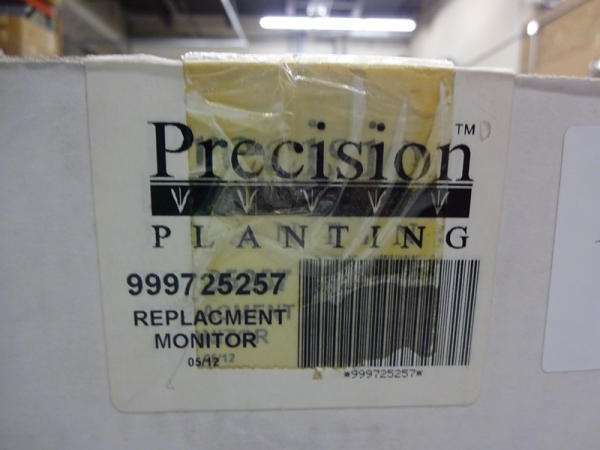 Precision™
PLANTING
999725257
REPLACMENT
MONITOR
05/12
*999725257*